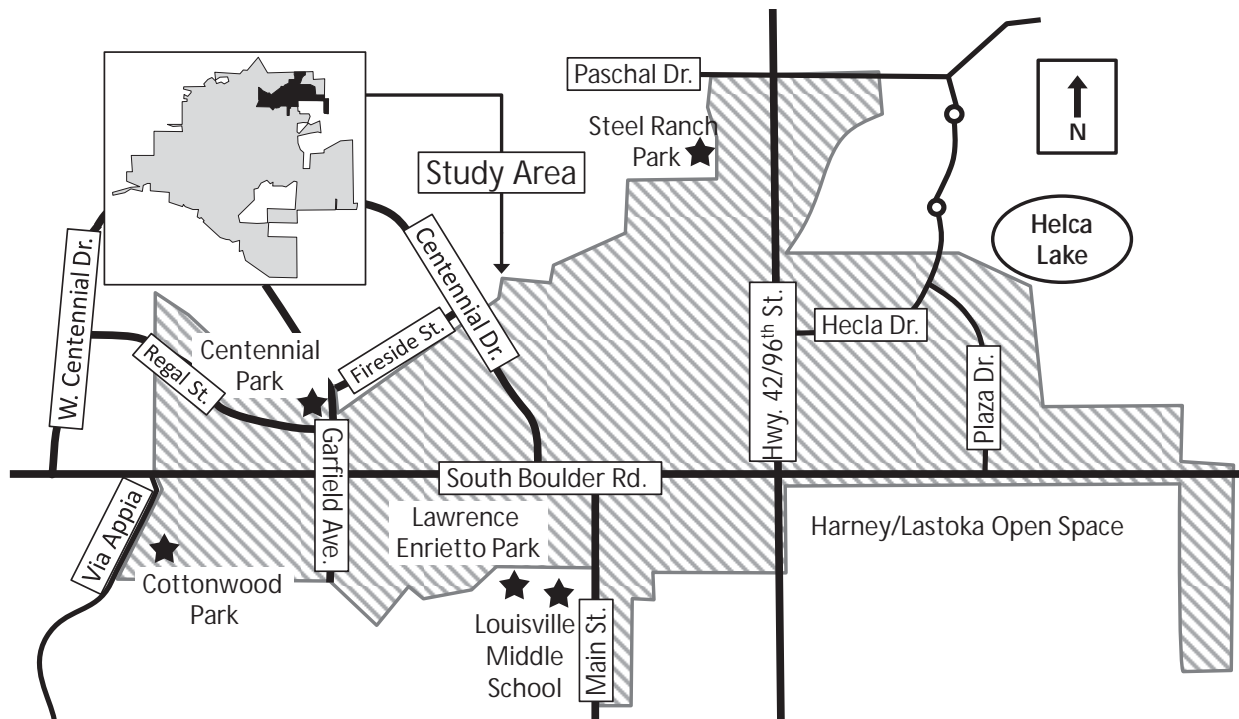 Paschal Dr.
Steel Ranch
Park
N
Study Area
Helca
Lake
W. Centennial Dr.
Centennial Dr.
Hwy. 42/96th St.
Hecla Dr.
Fireside St.
Centennial
Park
Regal St.
Plaza Dr.
Garfield Ave.
South Boulder Rd.
Via Appia
Lawrence
Enrietto Park
Harney/Lastoka Open Space
Cottonwood
Park
Louisville
Middle
School
Main St.